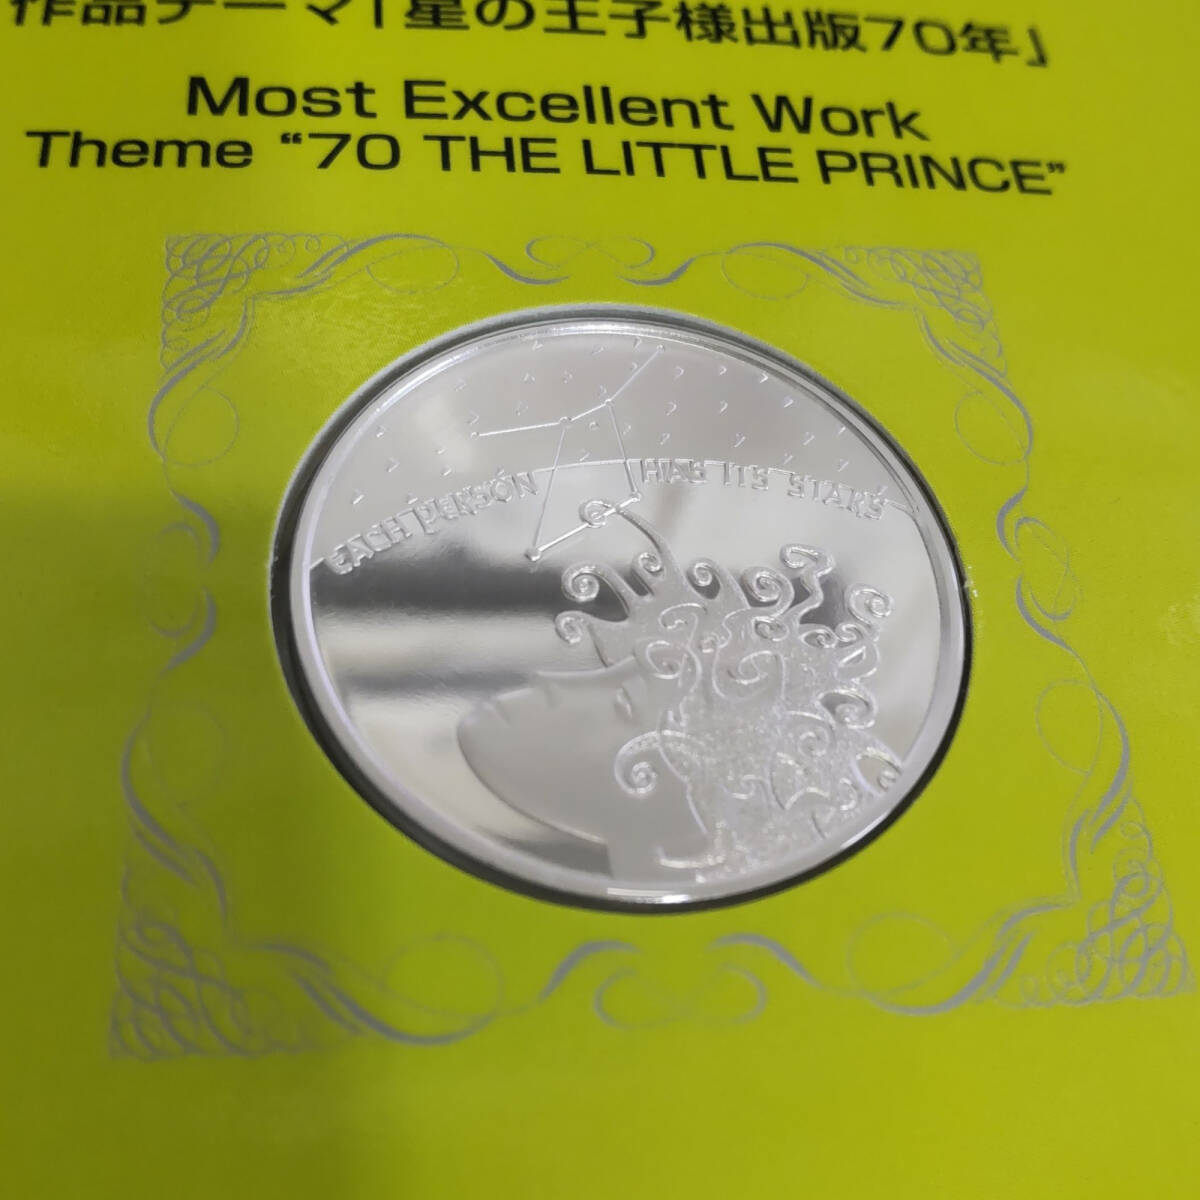 作品テーマ「星の王子様出版70年」
Most Excellent Work
Theme “70 THE LITTLE PRINCE”
EACH PERSON HAS ITS STARS